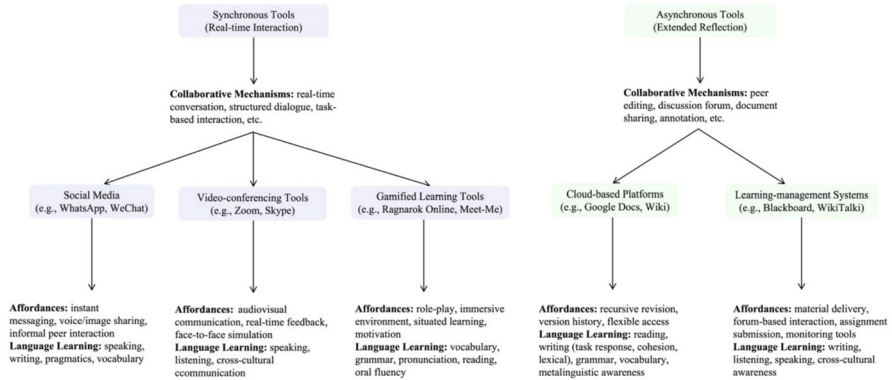 Synchronous Tools
(Real-time Interaction)
Asynchronous Tools
(Extended Reflection)
Collaborative Mechanisms: real-time
conversation, structured dialogue, task-
based interaction, etc.
Collaborative Mechanisms: peer
editing, discussion forum, document
sharing, annotation, etc.
Social Media
(e.g., WhatsApp, WeChat)
Video-conferencing Tools
(e.g., Zoom, Skype)
Gamified Learning Tools
(e.g., Ragnarok Online, Meet-Me)
Cloud-based Platforms
(e.g., Google Docs, Wiki)
Learning-management Systems
(e.g., Blackboard, WikiTalki)
Affordances: instant
messaging, voice/image sharing,
informal peer interaction
Language Learning: speaking,
writing, pragmatics, vocabulary
Affordances: audiovisual
communication, real-time feedback,
face-to-face simulation
Language Learning: speaking,
listening, cross-cultural
ccommunication
Affordances: role-play, immersive
environment, situated learning,
motivation
Language Learning: vocabulary,
grammar, pronunciation, reading,
oral fluency
Affordances: recursive revision,
version history, flexible access
Language Learning: reading,
writing (task response, cohesion,
lexical), grammar, vocabulary,
metalinguistic awareness
Affordances: material delivery,
forum-based interaction, assignment
submission, monitoring tools
Language Learning: writing,
listening, speaking, cross-cultural
awareness